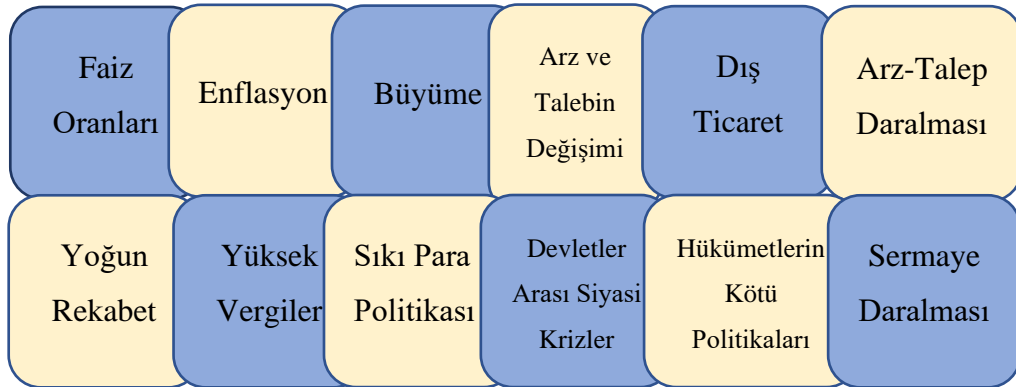 Faiz
Oranları
Enflasyon
Büyüme
Arz ve
Talebin
Değişimi
Dış
Ticaret
Arz-Talep
Daralması
Yoğun
Rekabet
Yüksek
Vergiler
Sıkı Para
Politikası
Devletler
Arası Siyasi
Krizler
Hükümetlerin
Kötü
Politikaları
Sermaye
Daralması